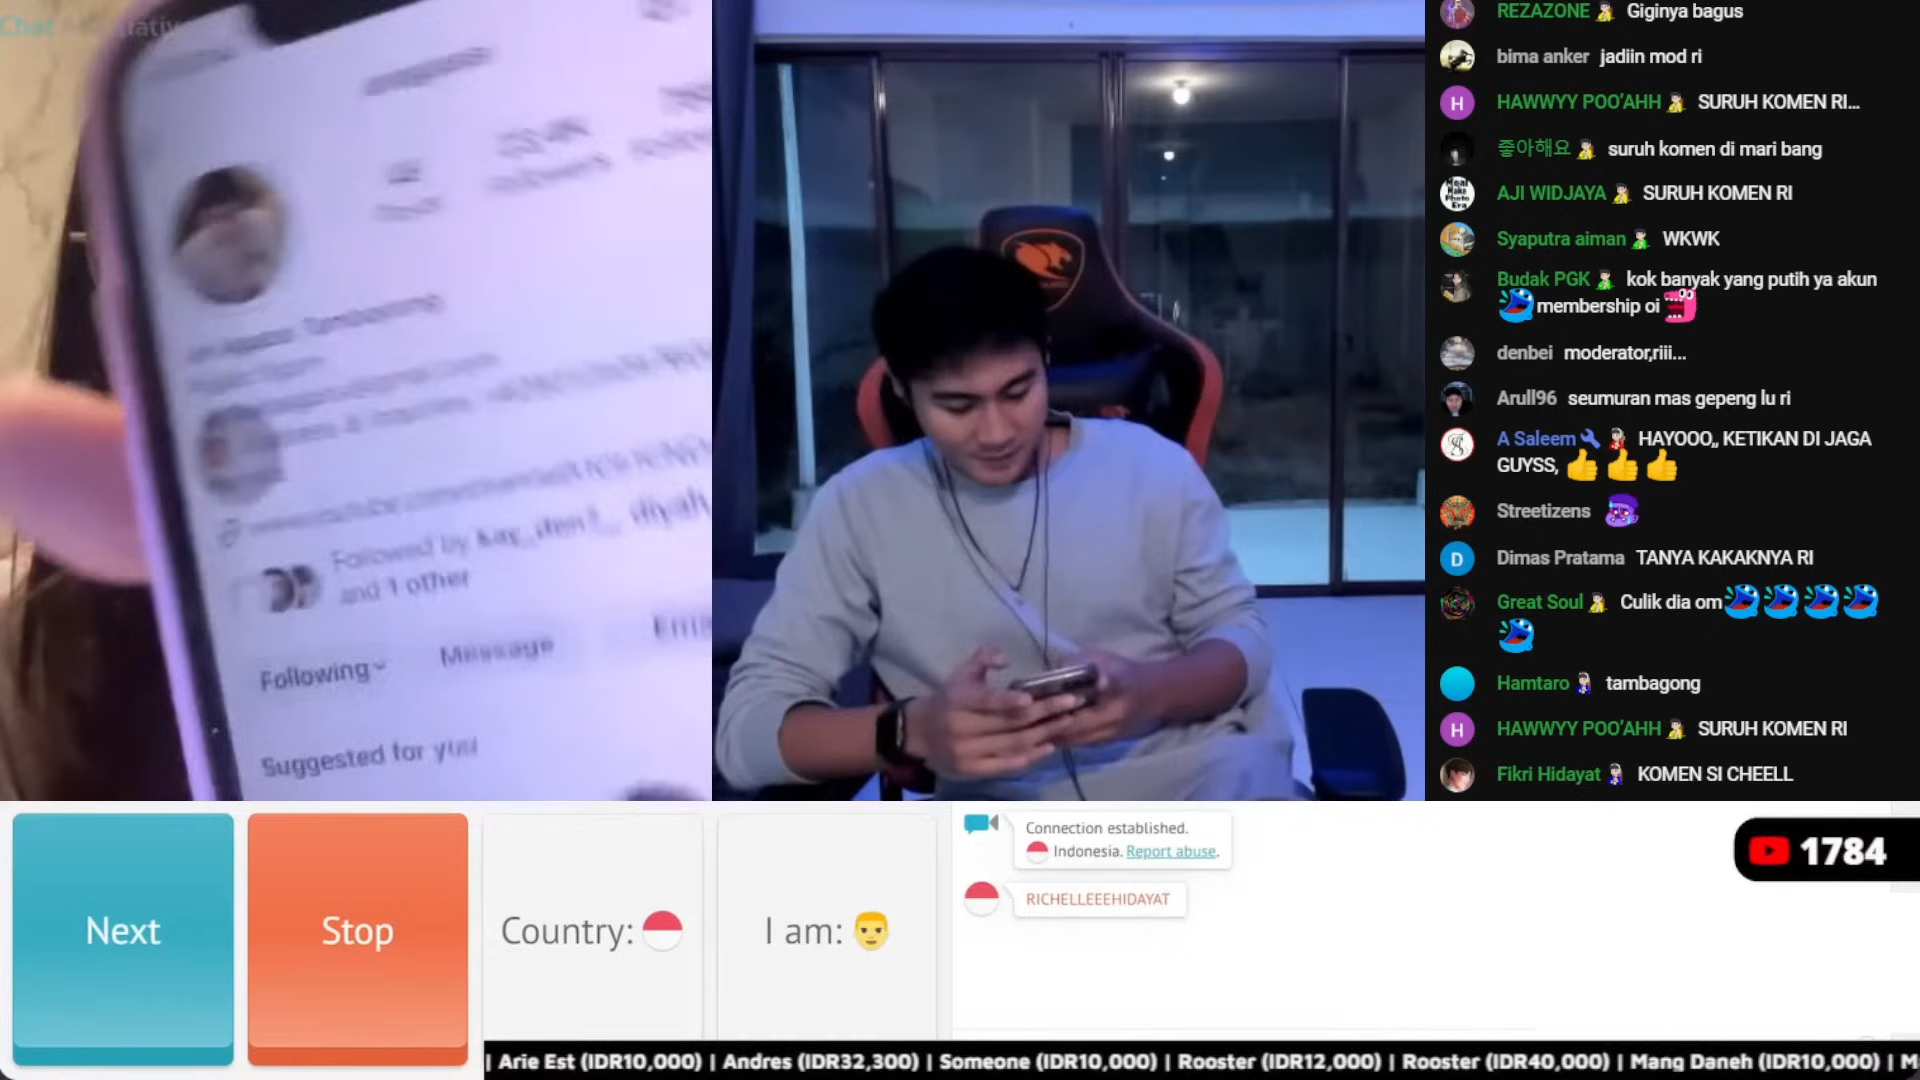 Chat
Followed by
and 1 other
Following
Message
Suggested for you
REZAZONE Giginya bagus
bima anker jadiin mod ri
H HAWWYY POO'AHH SURUH KOMEN RI...
좋아해요 suruh komen di mari bang
AJI WIDJAYA SURUH KOMEN RI
Syaputra aiman WKWK
Budak PGK kok banyak yang putih ya akun
membership oi
denbei moderator,riii...
Arull96 seumuran mas gepeng lu ri
A Saleem HAYOOO,, KETIKAN DI JAGA
GUYSS,
Streetizens
D Dimas Pratama TANYA KAKAKNYA RI
Great Soul Culik dia om
Hamtaro tambagong
H HAWWYY POO'AHH SURUH KOMEN RI
Fikri Hidayat KOMEN SI CHEELL
Next
Stop
Country:
I am:
Connection established.
Indonesia. Report abuse.
RICHELLEEEHIDAYAT
1784
| Arie Est (IDR10,000) | Andres (IDR32,300) | Someone (IDR10,000) | Rooster (IDR12,000) | Rooster (IDR40,000) | Mang Daneh (IDR10,000) | M